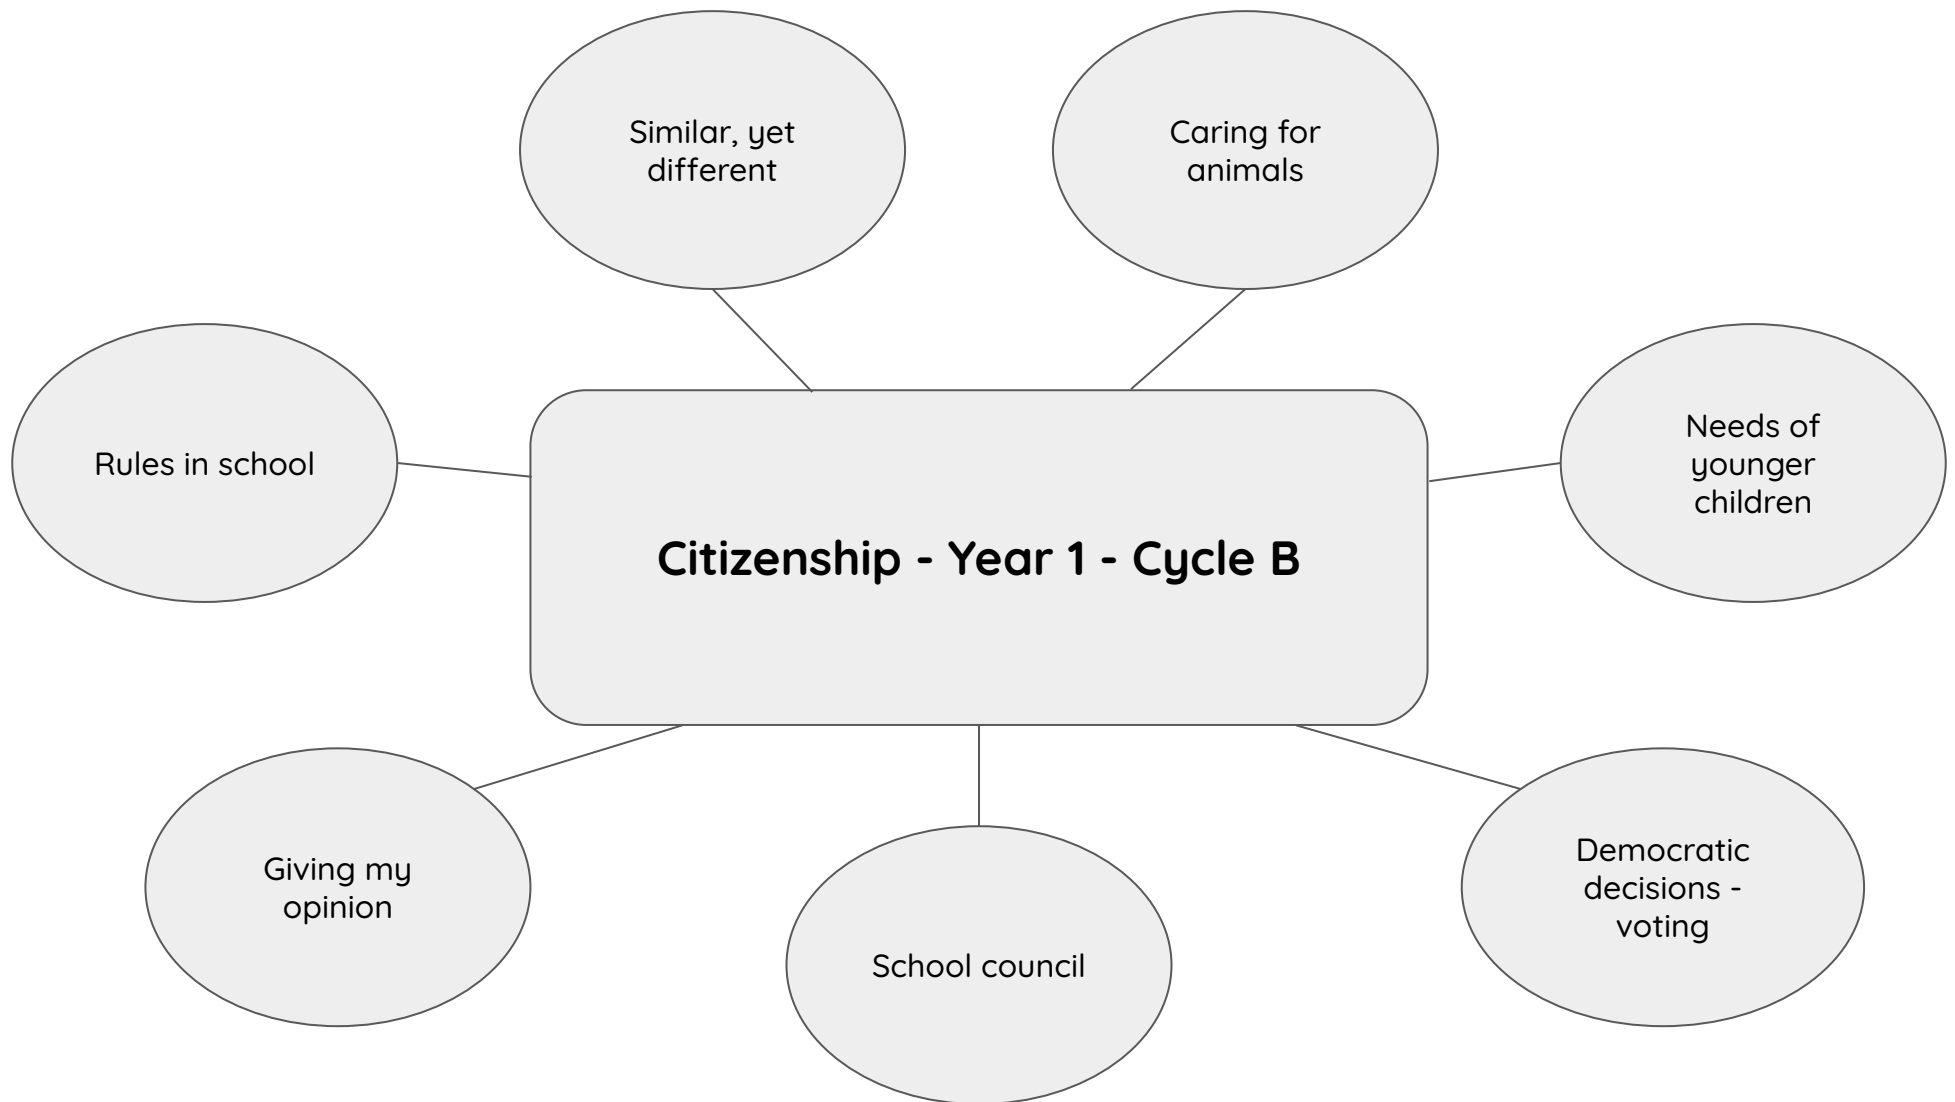 Similar, yet
different
Caring for
animals
Rules in school
Needs of
younger
children
Citizenship - Year 1 - Cycle B
Giving my
opinion
School council
Democratic
decisions -
voting